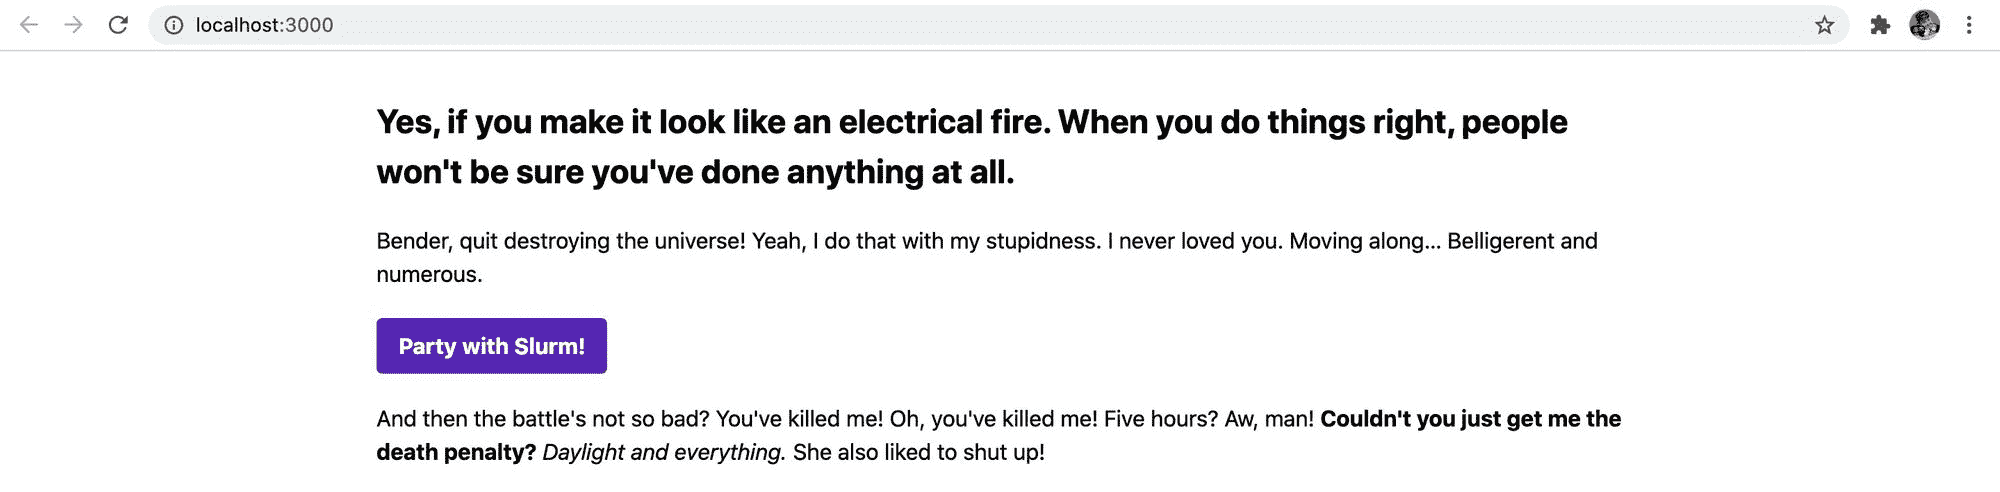 localhost:3000
Yes, if you make it look like an electrical fire. When you do things right, people
won't be sure you've done anything at all.
Bender, quit destroying the universe! Yeah, I do that with my stupidness. I never loved you. Moving along... Belligerent and
numerous.
Party with Slurm!
And then the battle's not so bad? You've killed me! Oh, you've killed me! Five hours? Aw, man! Couldn't you just get me the
death penalty? Daylight and everything. She also liked to shut up!